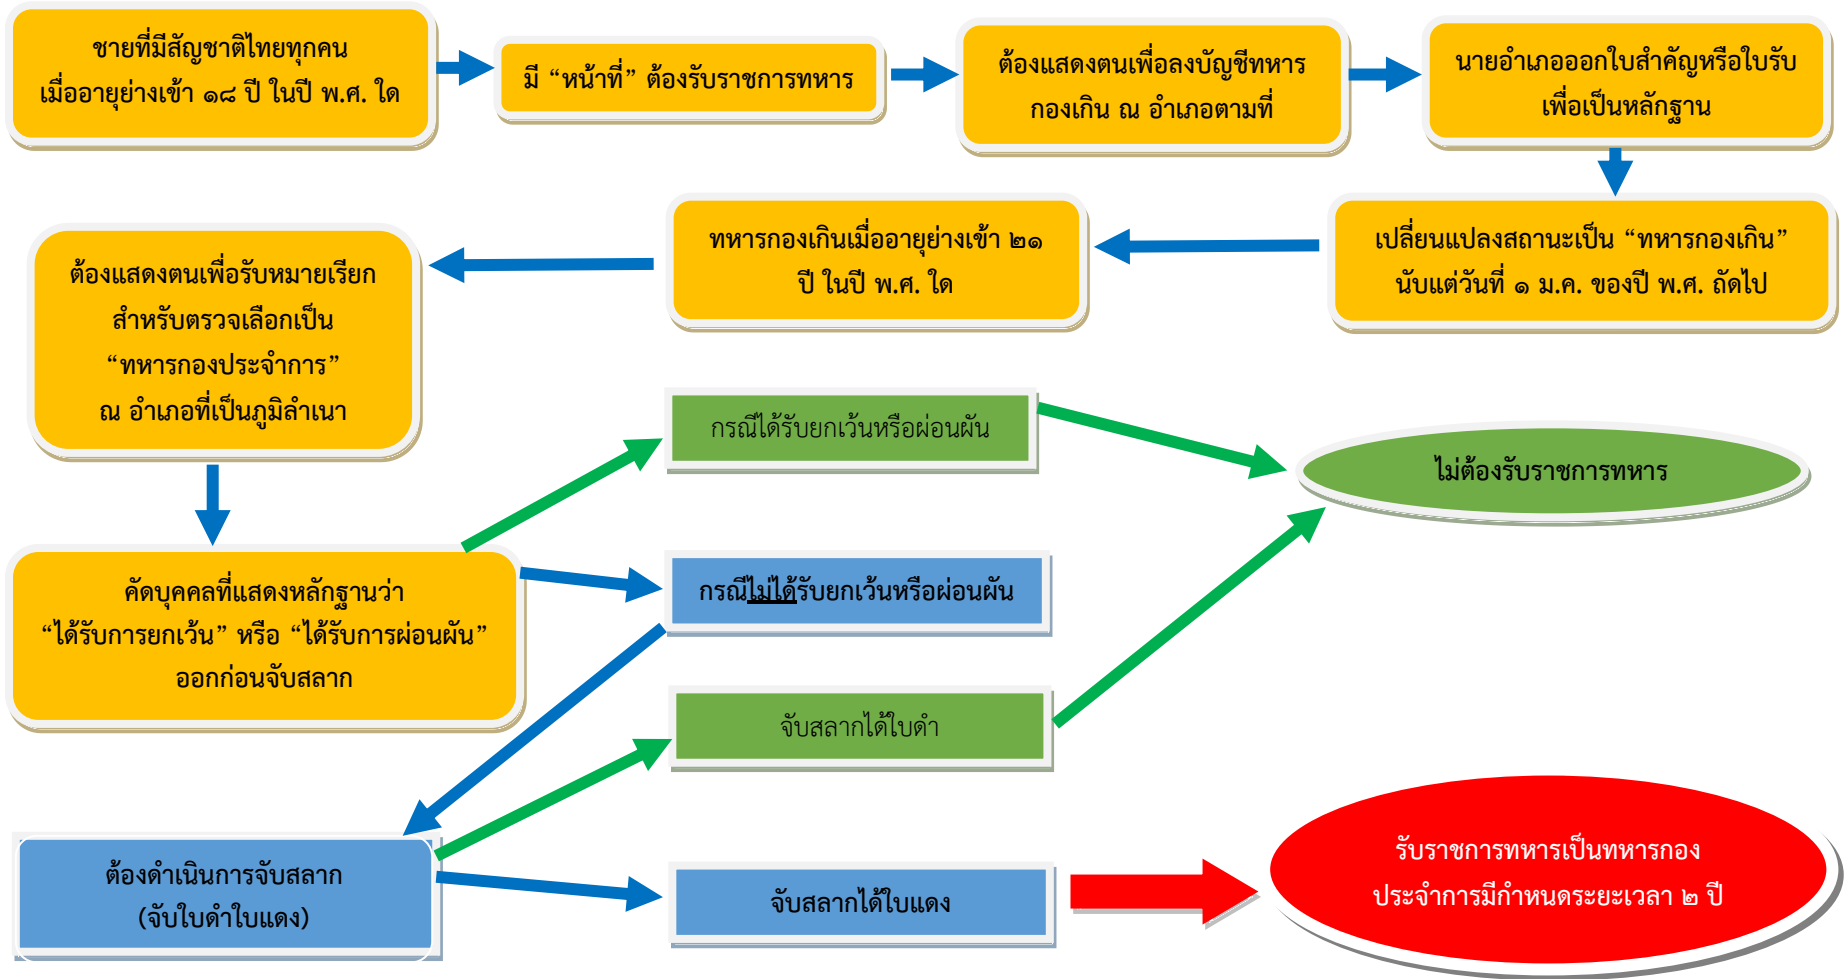 ชายที่มีสัญชาติไทยทุกคน
เมื่ออายุย่างเข้า ๑๘ ปี ในปี พ.ศ. ใด
มี “หน้าที่” ต้องรับราชการทหาร
ต้องแสดงตนเพื่อลงบัญชีทหาร
กองเกิน ณ อำเภอตามที่
นายอำเภอออกใบสำคัญหรือใบรับ
เพื่อเป็นหลักฐาน
เปลี่ยนแปลงสถานะเป็น “ทหารกองเกิน”
นับแต่วันที่ ๑ ม.ค. ของปี พ.ศ. ถัดไป
ทหารกองเกินเมื่ออายุย่างเข้า ๒๑
ปี ในปี พ.ศ. ใด
ต้องแสดงตนเพื่อรับหมายเรียก
สำหรับตรวจเลือกเป็น
“ทหารกองประจำการ”
ณ อำเภอที่เป็นภูมิลำเนา
คัดบุคคลที่แสดงหลักฐานว่า
“ได้รับการยกเว้น” หรือ “ได้รับการผ่อนผัน”
ออกก่อนจับสลาก
กรณีได้รับยกเว้นหรือผ่อนผัน
ไม่ต้องรับราชการทหาร
กรณีไม่ได้รับยกเว้นหรือผ่อนผัน
จับสลากได้ใบดำ
ต้องดำเนินการจับสลาก
(จับใบดำใบแดง)
จับสลากได้ใบแดง
รับราชการทหารเป็นทหารกอง
ประจำการมีกำหนดระยะเวลา ๒ ปี